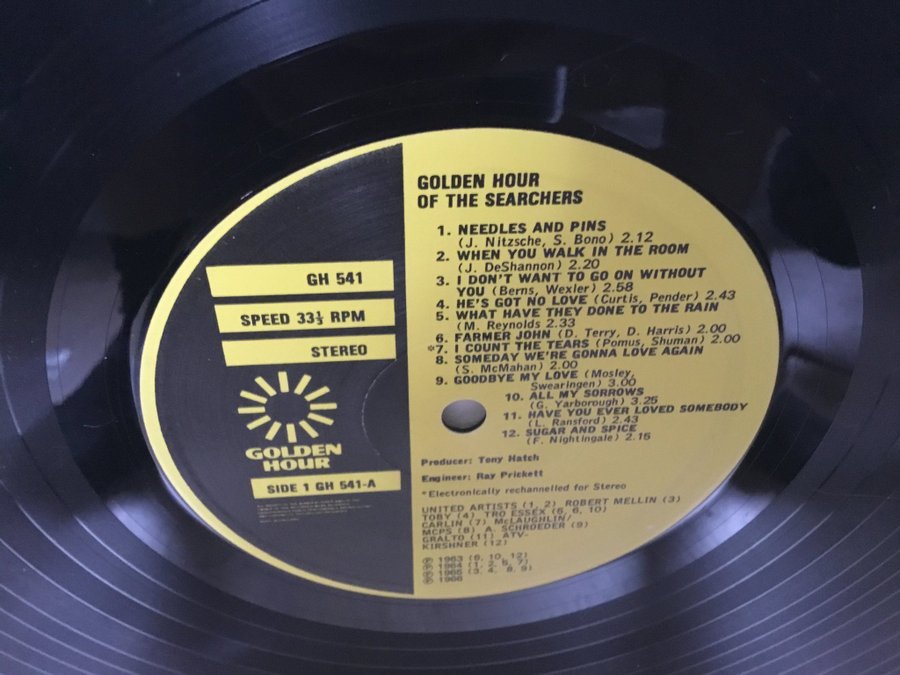 GOLDEN HOUR
OF THE SEARCHERS
1. NEEDLES AND PINS
(J. Nitzsche, S. Bono) 2.12
2. WHEN YOU WALK IN THE ROOM
(J. DeShannon) 2.20
3. I DON'T WANT TO GO ON WITHOUT
YOU (Berns, Wexler) 2.58
4. HE'S GOT NO LOVE (Curtis, Pender) 2.43
5. WHAT HAVE THEY DONE TO THE RAIN
(M. Reynolds 2.33
6. FARMER JOHN (D. Terry, D. Harris) 2.00
*7. I COUNT THE TEARS (Pomus, Shuman) 2.00
8. SOMEDAY WE'RE GONNA LOVE AGAIN
(S. McMahan) 2.00
9. GOODBYE MY LOVE (Mosley,
Swearingen) 3.00
10. ALL MY SORROWS
(G. Yarborough) 3.25
11. HAVE YOU EVER LOVED SOMEBODY
(L. Ransford) 2.43
12. SUGAR AND SPICE
(F. Nightingale) 2.15
Producer: Tony Hatch
Engineer: Ray Prickett
*Electronically rechannelled for Stereo
UNITED ARTISTS (1, 2) ROBERT MELLIN (3)
TOBY (4) TRO ESSEX (5, 6, 10)
CARLIN (7) McLAUGHLIN/
MCPS (8) A. SCHROEDER (9)
GRALTO (11) ATV-
KIRSHNER (12)
℗ 1963 (6, 10, 12)
℗ 1964 (1, 2, 5, 7)
℗ 1965 (3, 4, 8, 9)
℗ 1966
GH 541
SPEED 33⅓ RPM
STEREO
GOLDEN
HOUR
SIDE 1 GH 541-A